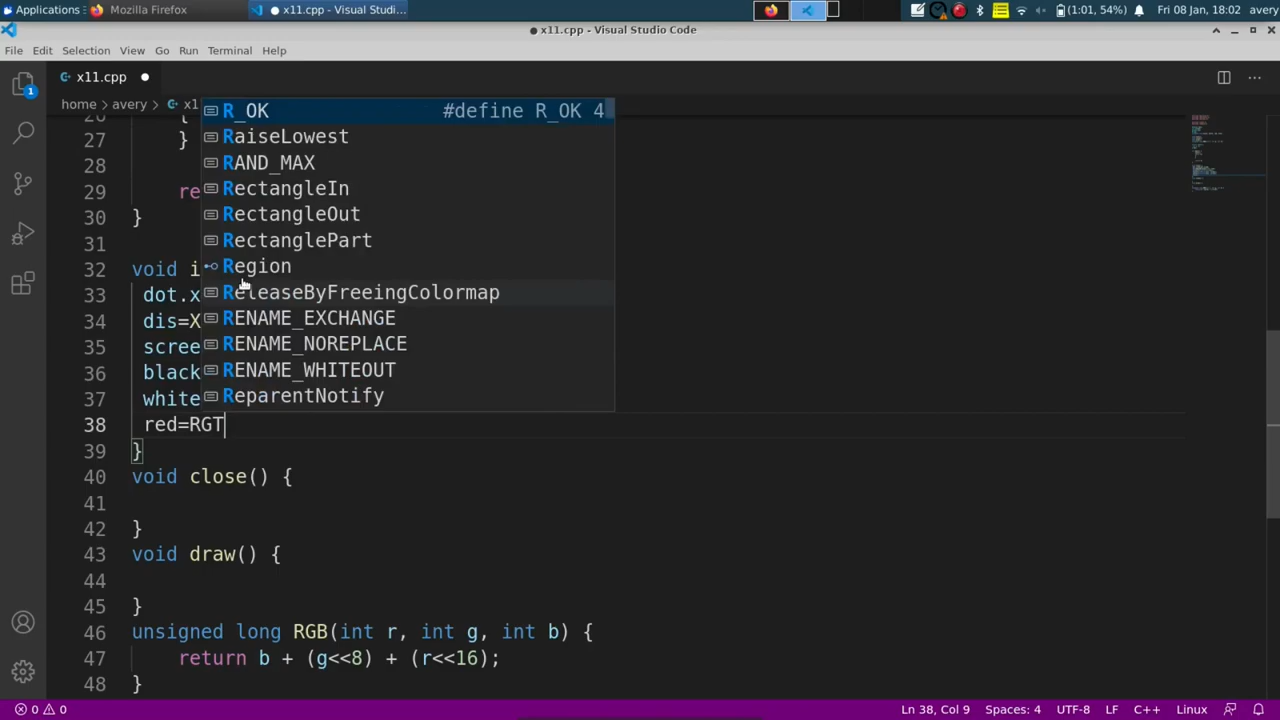 Applications
Mozilla Firefox
x11.cpp - Visual Studi...
(1:01, 54%)
Fri 08 Jan, 18:02
avery
● x11.cpp - Visual Studio Code
File Edit Selection View Go Run Terminal Help
x11.cpp ●
1
home > avery > x1
26 {
27 }
28
29 re
30 }
31
32 void i
33 dot.x
34 dis=X
35 scree
36 black
37 white
38 red=RGT
39 }
40 void close() {
41
42 }
43 void draw() {
44
45 }
46 unsigned long RGB(int r, int g, int b) {
47 return b + (g<<8) + (r<<16);
48 }
R_OK #define R_OK 4
RaiseLowest
RAND_MAX
RectangleIn
RectangleOut
RectanglePart
Region
ReleaseByFreeingColormap
RENAME_EXCHANGE
RENAME_NOREPLACE
RENAME_WHITEOUT
ReparentNotify
0 0
Ln 38, Col 9 Spaces: 4 UTF-8 LF C++ Linux